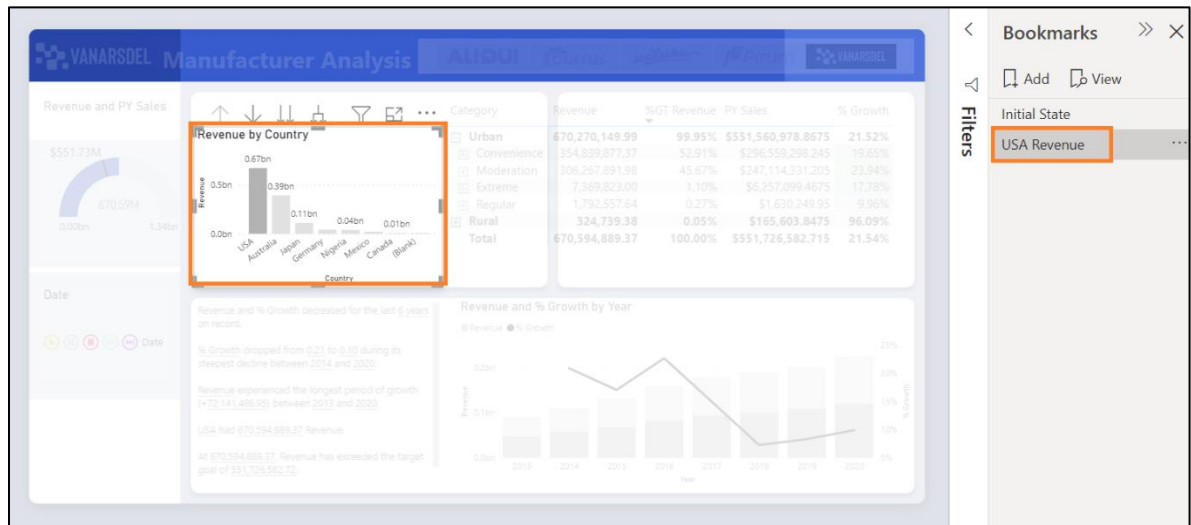 VANARSDEL Manufacturer Analysis
ALIQUI
Currus
Pirum
VANARSDEL
Revenue and PY Sales
$551.73M
670.59M
0.00bn
1.34bn
Date
Date
Revenue by Country
Revenue
0.5bn
0.0bn
0.67bn
0.39bn
0.11bn
0.04bn
0.01bn
USA
Australia
Japan
Germany
Nigeria
Mexico
Canada
(Blank)
Country
Category Revenue %GT Revenue PY Sales % Growth
Urban 670,270,149.99 99.95% $551,560,978.8675 21.52%
Convenience 354,839,877.37 52.91% $296,559,298.245 19.65%
Moderation 306,267,891.98 45.67% $247,114,331.205 23.94%
Extreme 7,369,823.00 1.10% $6,257,099.4675 17.78%
Regular 1,792,557.64 0.27% $1,630,249.95 9.96%
Rural 324,739.38 0.05% $165,603.8475 96.09%
Total 670,594,889.37 100.00% $551,726,582.715 21.54%
Revenue and % Growth decreased for the last 6 years
on record.
% Growth dropped from 0.21 to 0.10 during its
steepest decline between 2014 and 2020.
Revenue experienced the longest period of growth
(+72,141,486.95) between 2013 and 2020.
USA had 670,594,889.37 Revenue.
At 670,594,889.37, Revenue has exceeded the target
goal of 551,726,582.72.
Revenue and % Growth by Year
Revenue % Growth
Revenue
0.2bn
0.1bn
0.0bn
25%
20%
15%
10%
5%
% Growth
2013 2014 2015 2016 2017 2018 2019 2020
Year
Filters
Bookmarks
Add View
Initial State
USA Revenue